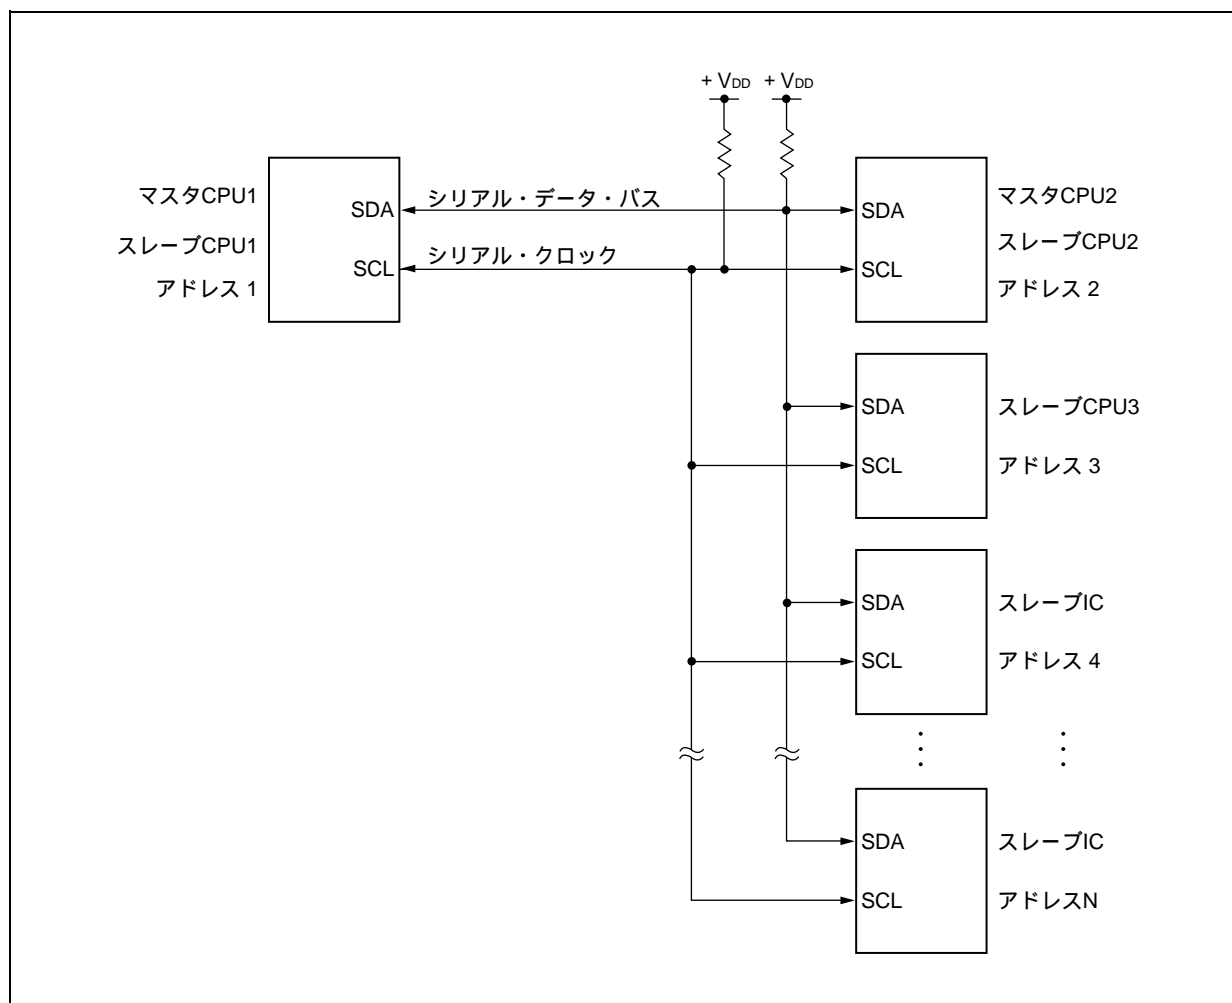 + VDD + VDD
マスタCPU1
スレーブCPU1
アドレス 1
SDA
SCL
シリアル・データ・バス
シリアル・クロック
SDA
SCL
マスタCPU2
スレーブCPU2
アドレス 2
SDA
SCL
スレーブCPU3
アドレス 3
SDA
SCL
スレーブIC
アドレス 4
SDA
SCL
スレーブIC
アドレスN